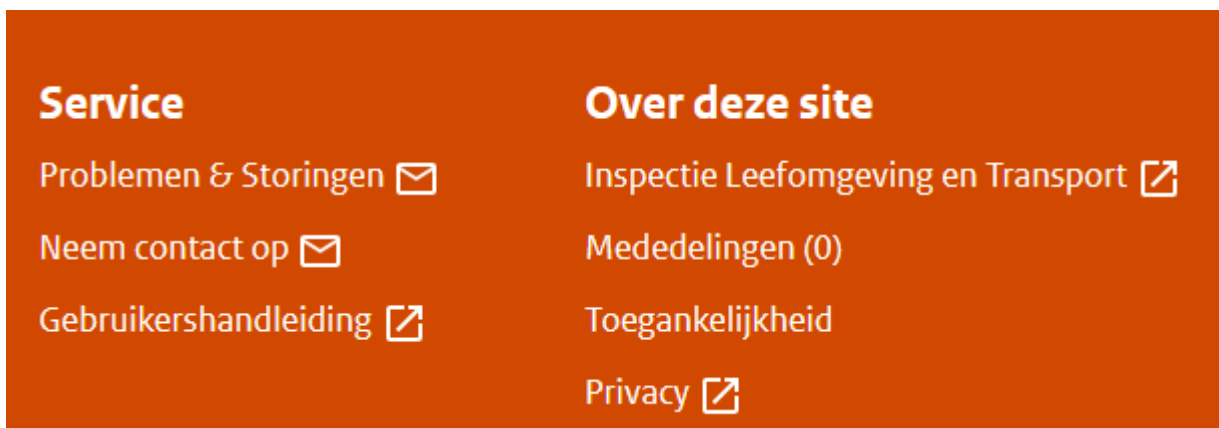 Service
Problemen & Storingen
Neem contact op
Gebruikershandleiding
Over deze site
Inspectie Leefomgeving en Transport
Mededelingen (0)
Toegankelijkheid
Privacy